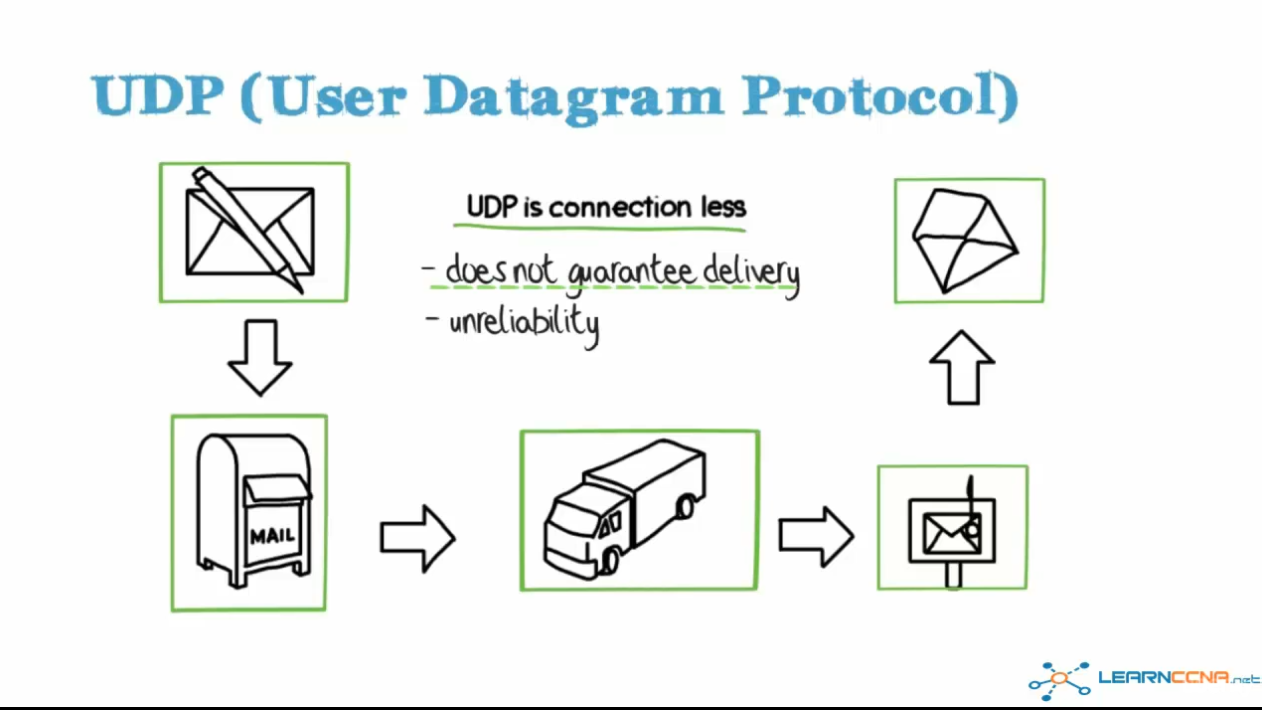 UDP (User Datagram Protocol)
UDP is connection less
- does not guarantee delivery
- unreliability
MAIL
LEARNCCNA.net